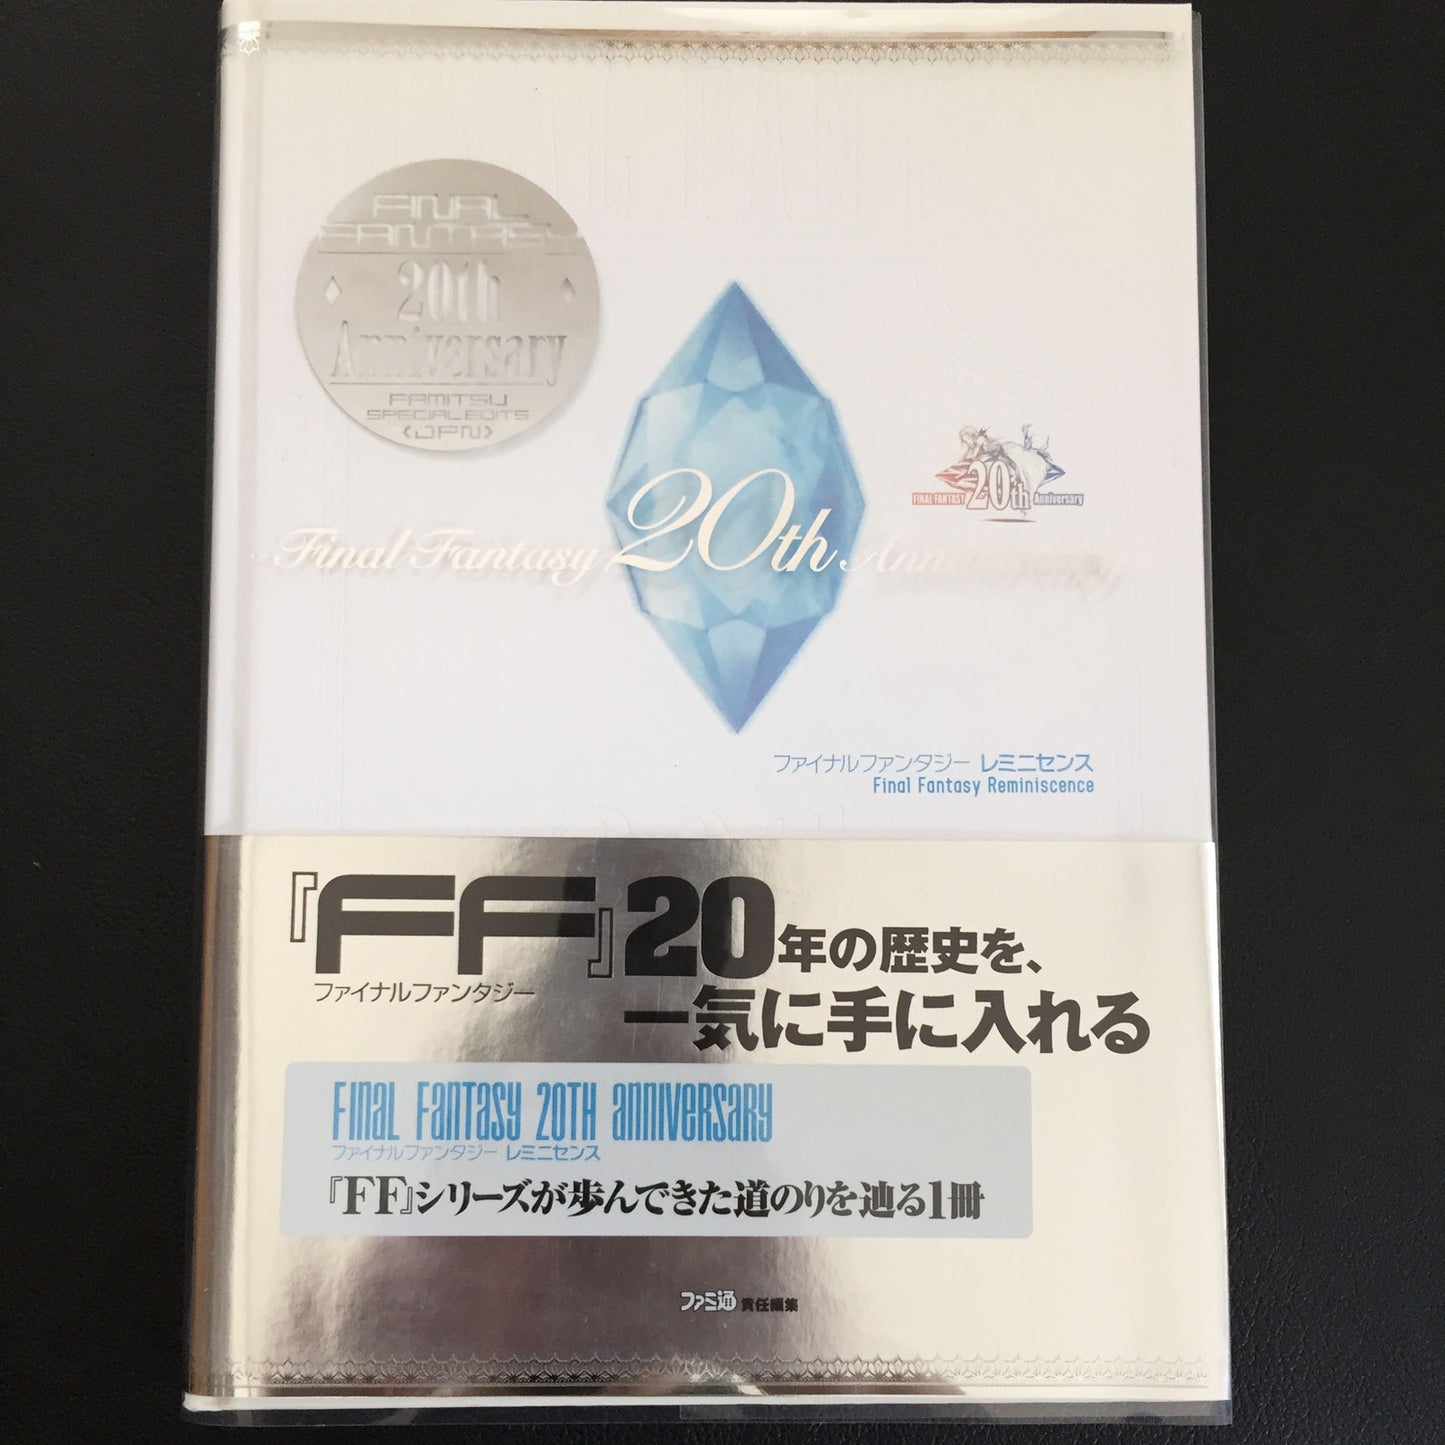 FINAL
FANTASY
20th
Anniversary
FAMITSU
SPECIAL EDITS
<JPN>
FINAL FANTASY 20th Anniversary
Final Fantasy 20th Anniversary
ファイナルファンタジー レミニセンス
Final Fantasy Reminiscence
『FF』20年の歴史を、
ファイナルファンタジー
一気に手に入れる
Final Fantasy 20th anniversary
ファイナルファンタジー レミニセンス
『FF』シリーズが歩んできた道のりを辿る1冊
ファミ通 責任編集